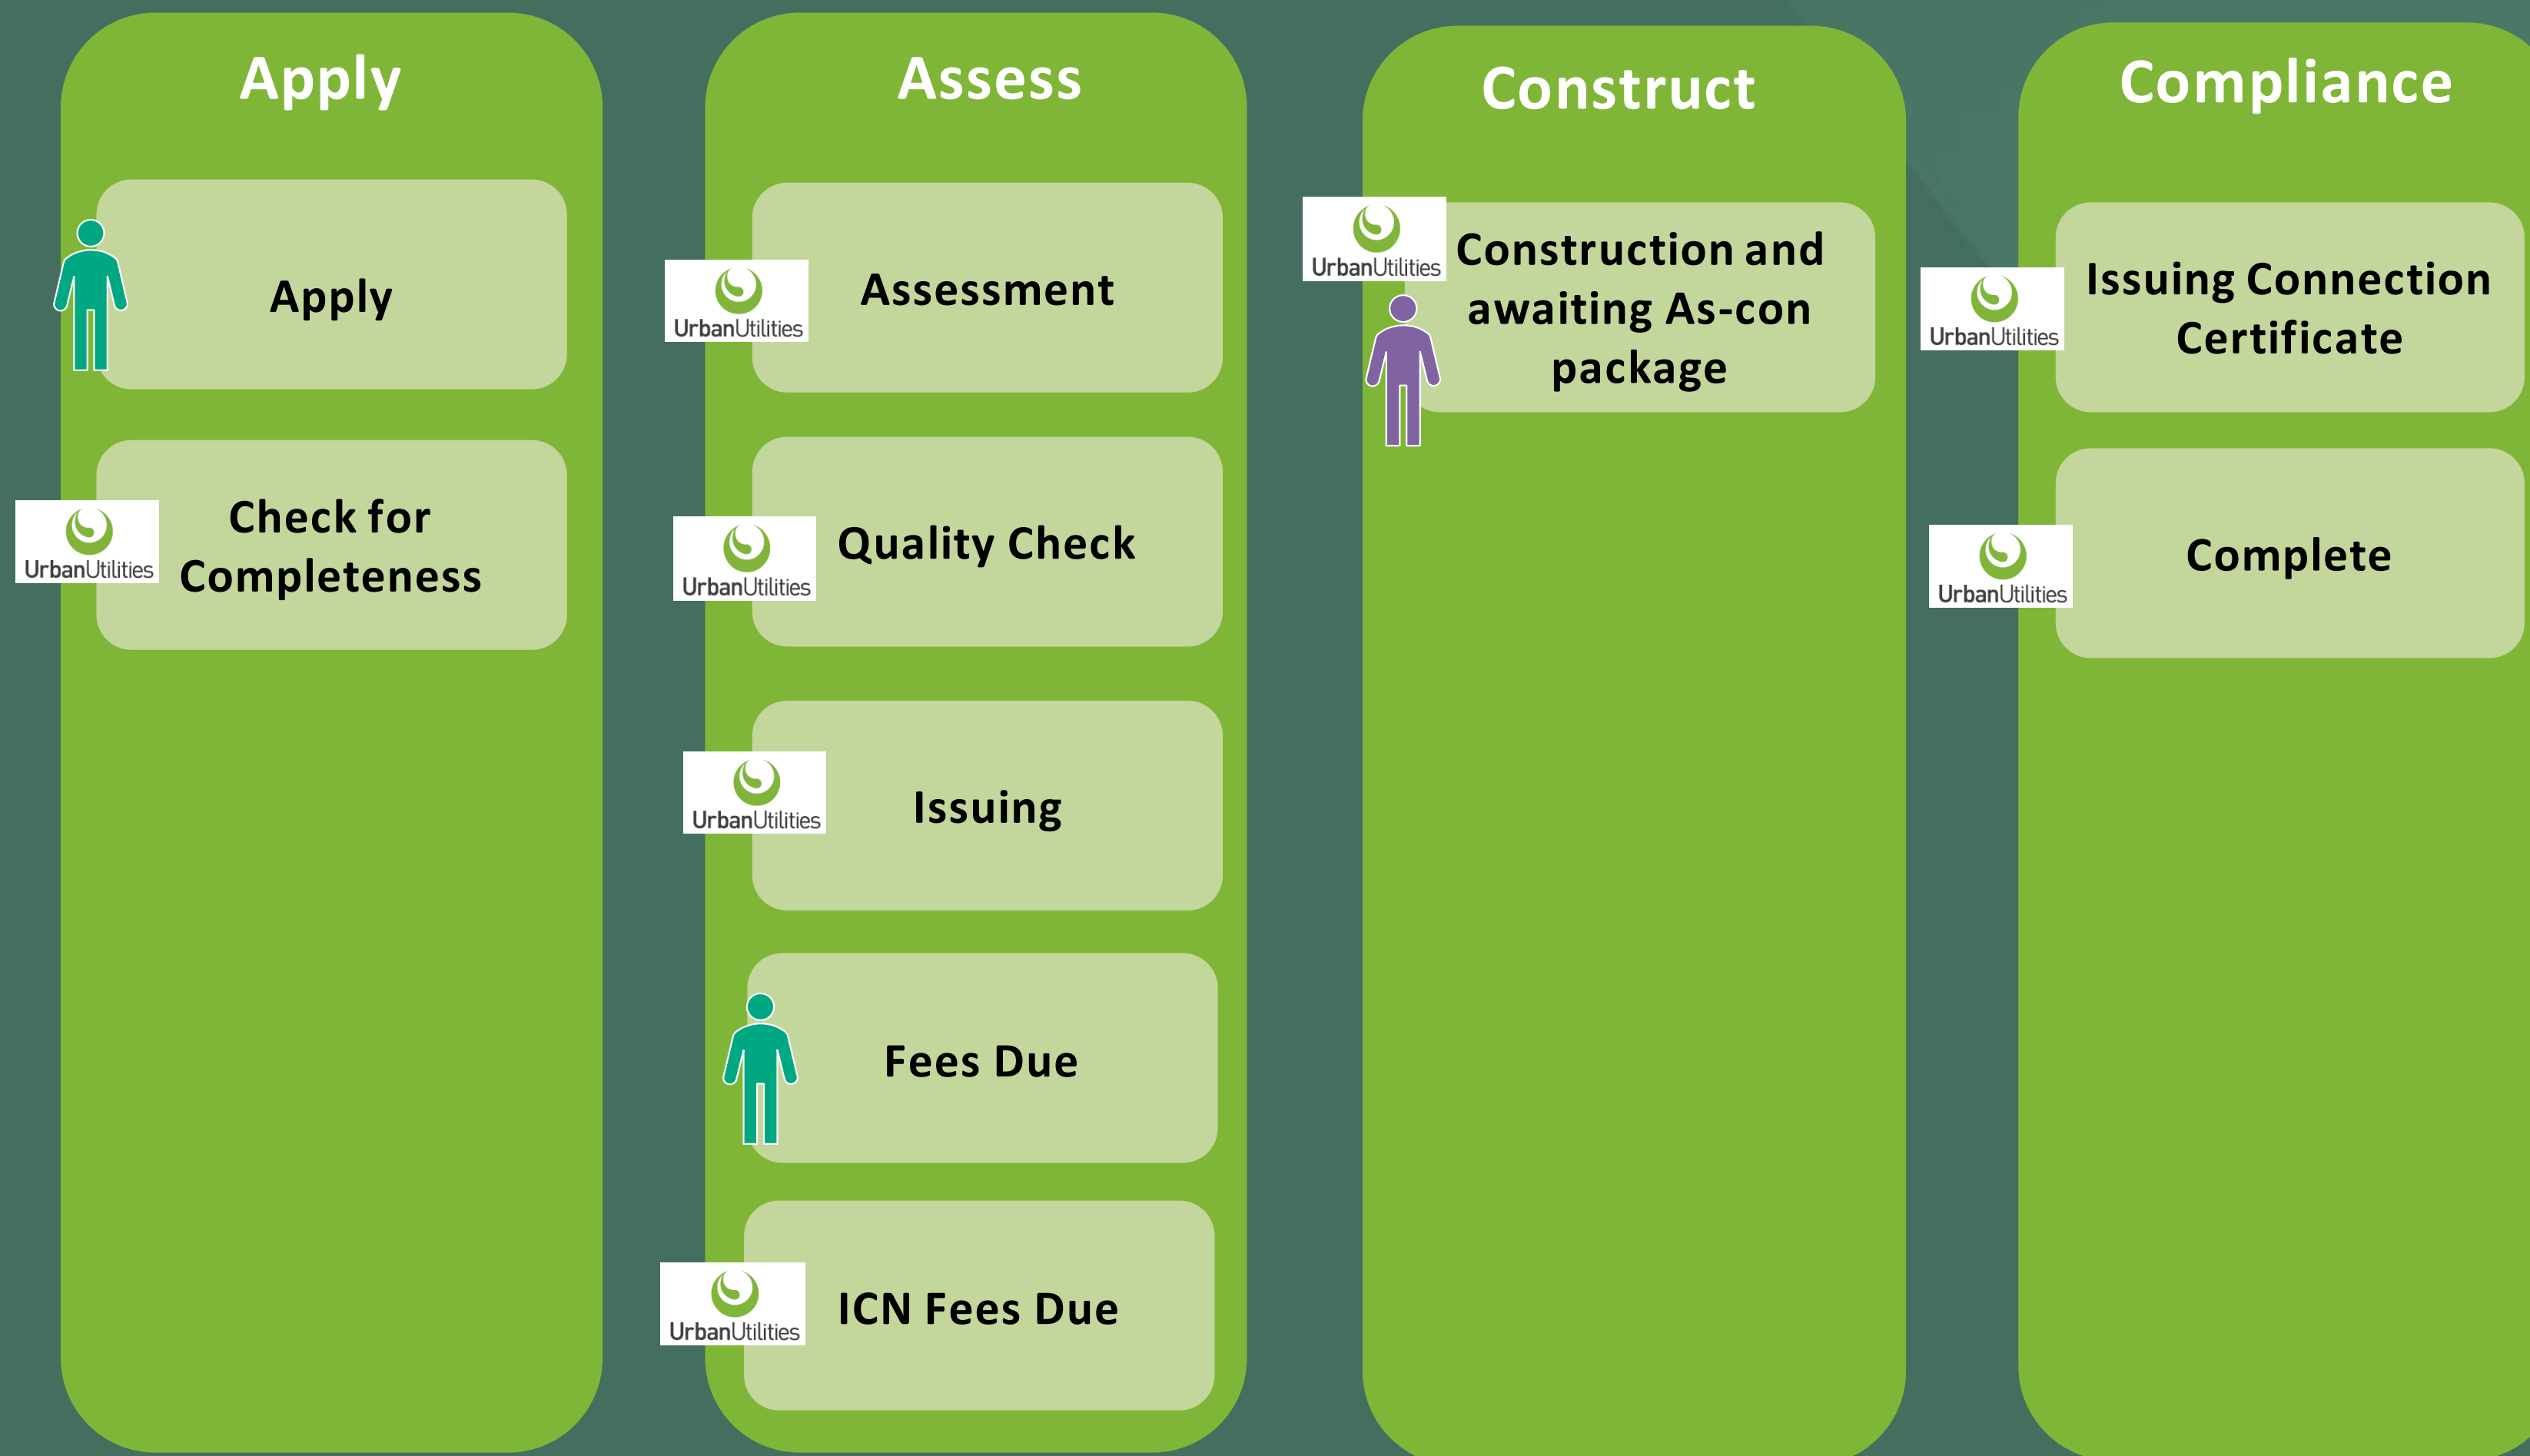 Apply
Apply
Check for
Completeness
UrbanUtilities
Assess
Assessment
UrbanUtilities
Quality Check
UrbanUtilities
Issuing
UrbanUtilities
Fees Due
ICN Fees Due
UrbanUtilities
Construct
UrbanUtilities
Construction and
awaiting As-con
package
Compliance
Issuing Connection
Certificate
UrbanUtilities
Complete
UrbanUtilities